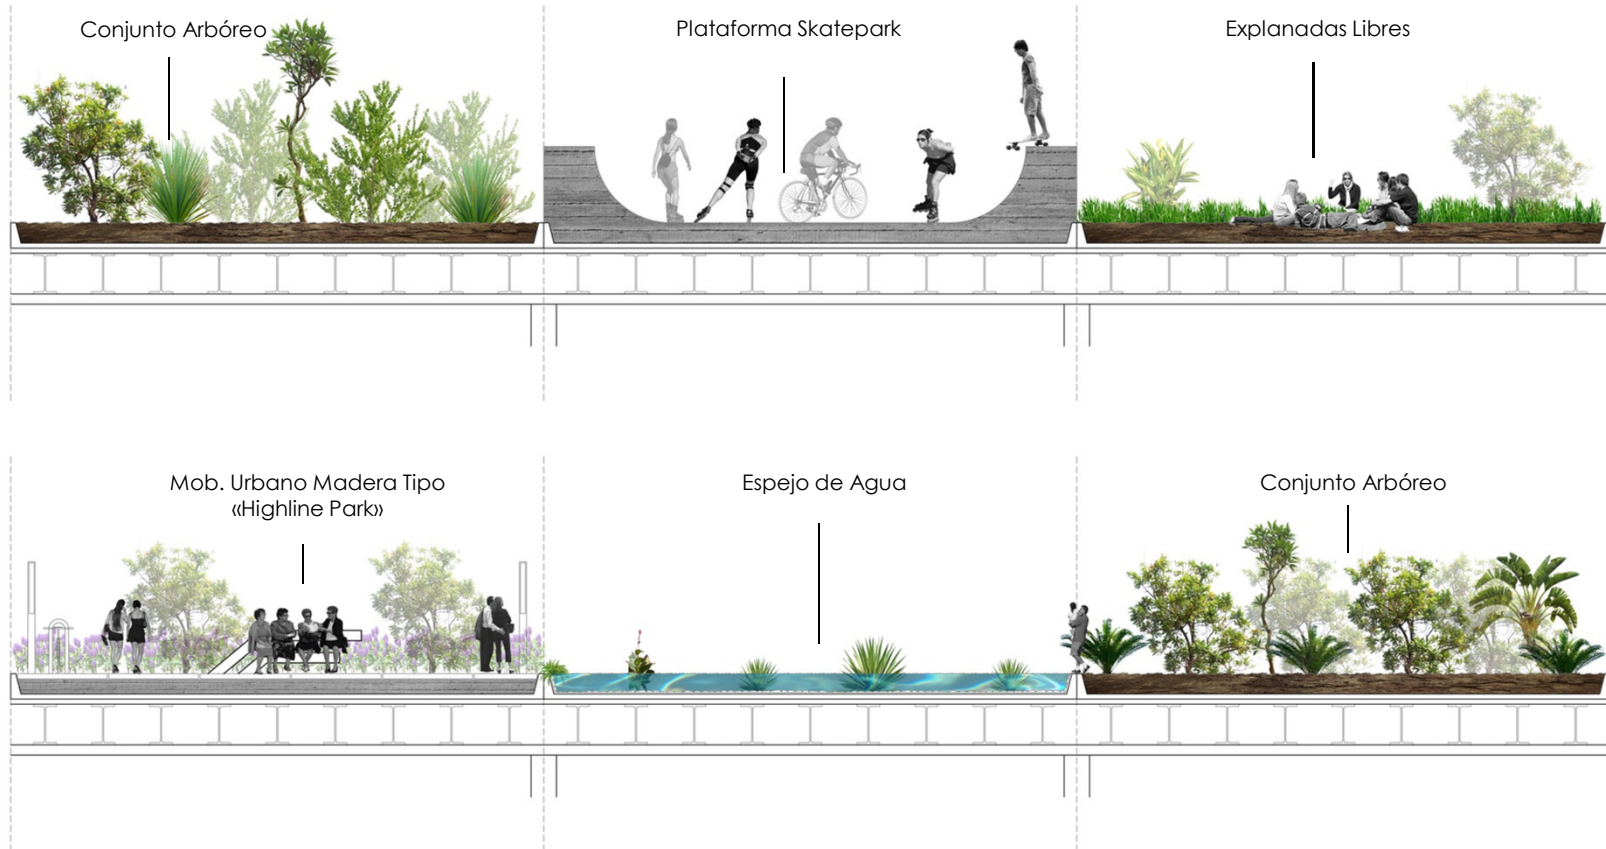 Conjunto Arbóreo
Plataforma Skatepark
Explanadas Libres
Mob. Urbano Madera Tipo
«Highline Park»
Espejo de Agua
Conjunto Arbóreo